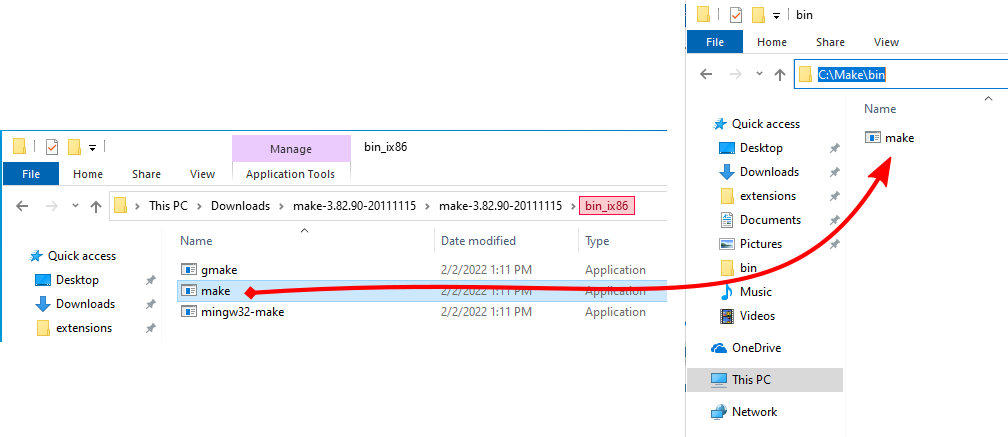 Manage
bin_ix86
File Home Share View Application Tools
This PC Downloads make-3.82.90-20111115 make-3.82.90-20111115 bin_ix86
Name Date modified Type
Quick access
Desktop
Downloads
extensions
gmake 2/2/2022 1:11 PM Application
make 2/2/2022 1:11 PM Application
mingw32-make 2/2/2022 1:11 PM Application
bin
File Home Share View
C:\Make\bin
Name
make
Quick access
Desktop
Downloads
extensions
Documents
Pictures
bin
Music
Videos
OneDrive
This PC
Network